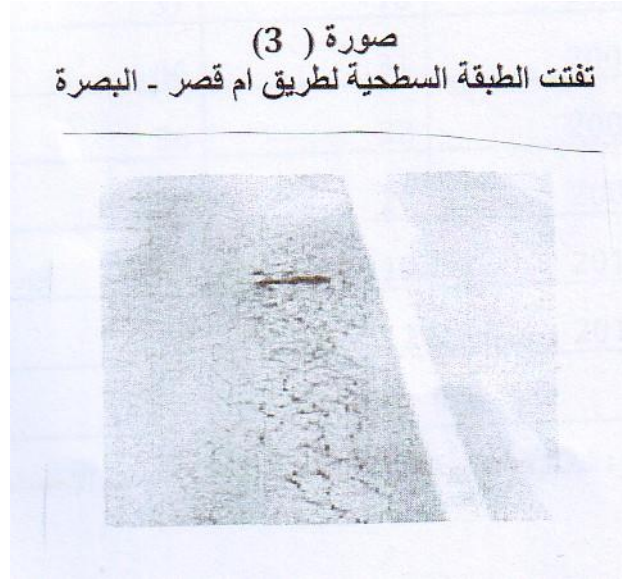 صورة ( 3)
تفتت الطبقة السطحية لطريق ام قصر - البصرة